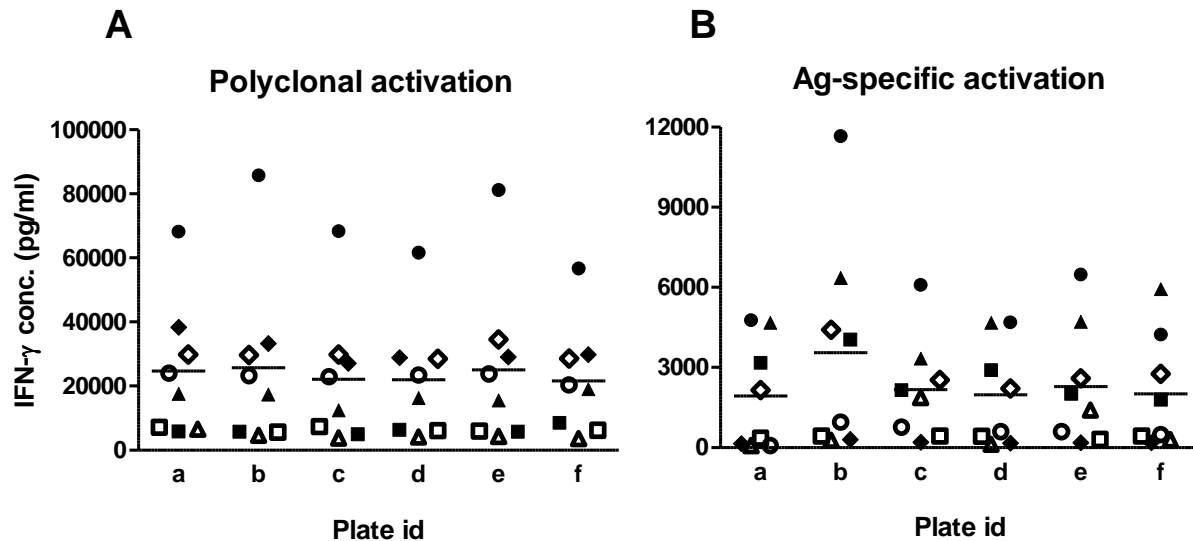 A
Polyclonal activation
IFN-γ conc. (pg/ml)
100000
80000
60000
40000
20000
0
a b c d e f
Plate id
B
Ag-specific activation
12000
9000
6000
3000
0
a b c d e f
Plate id